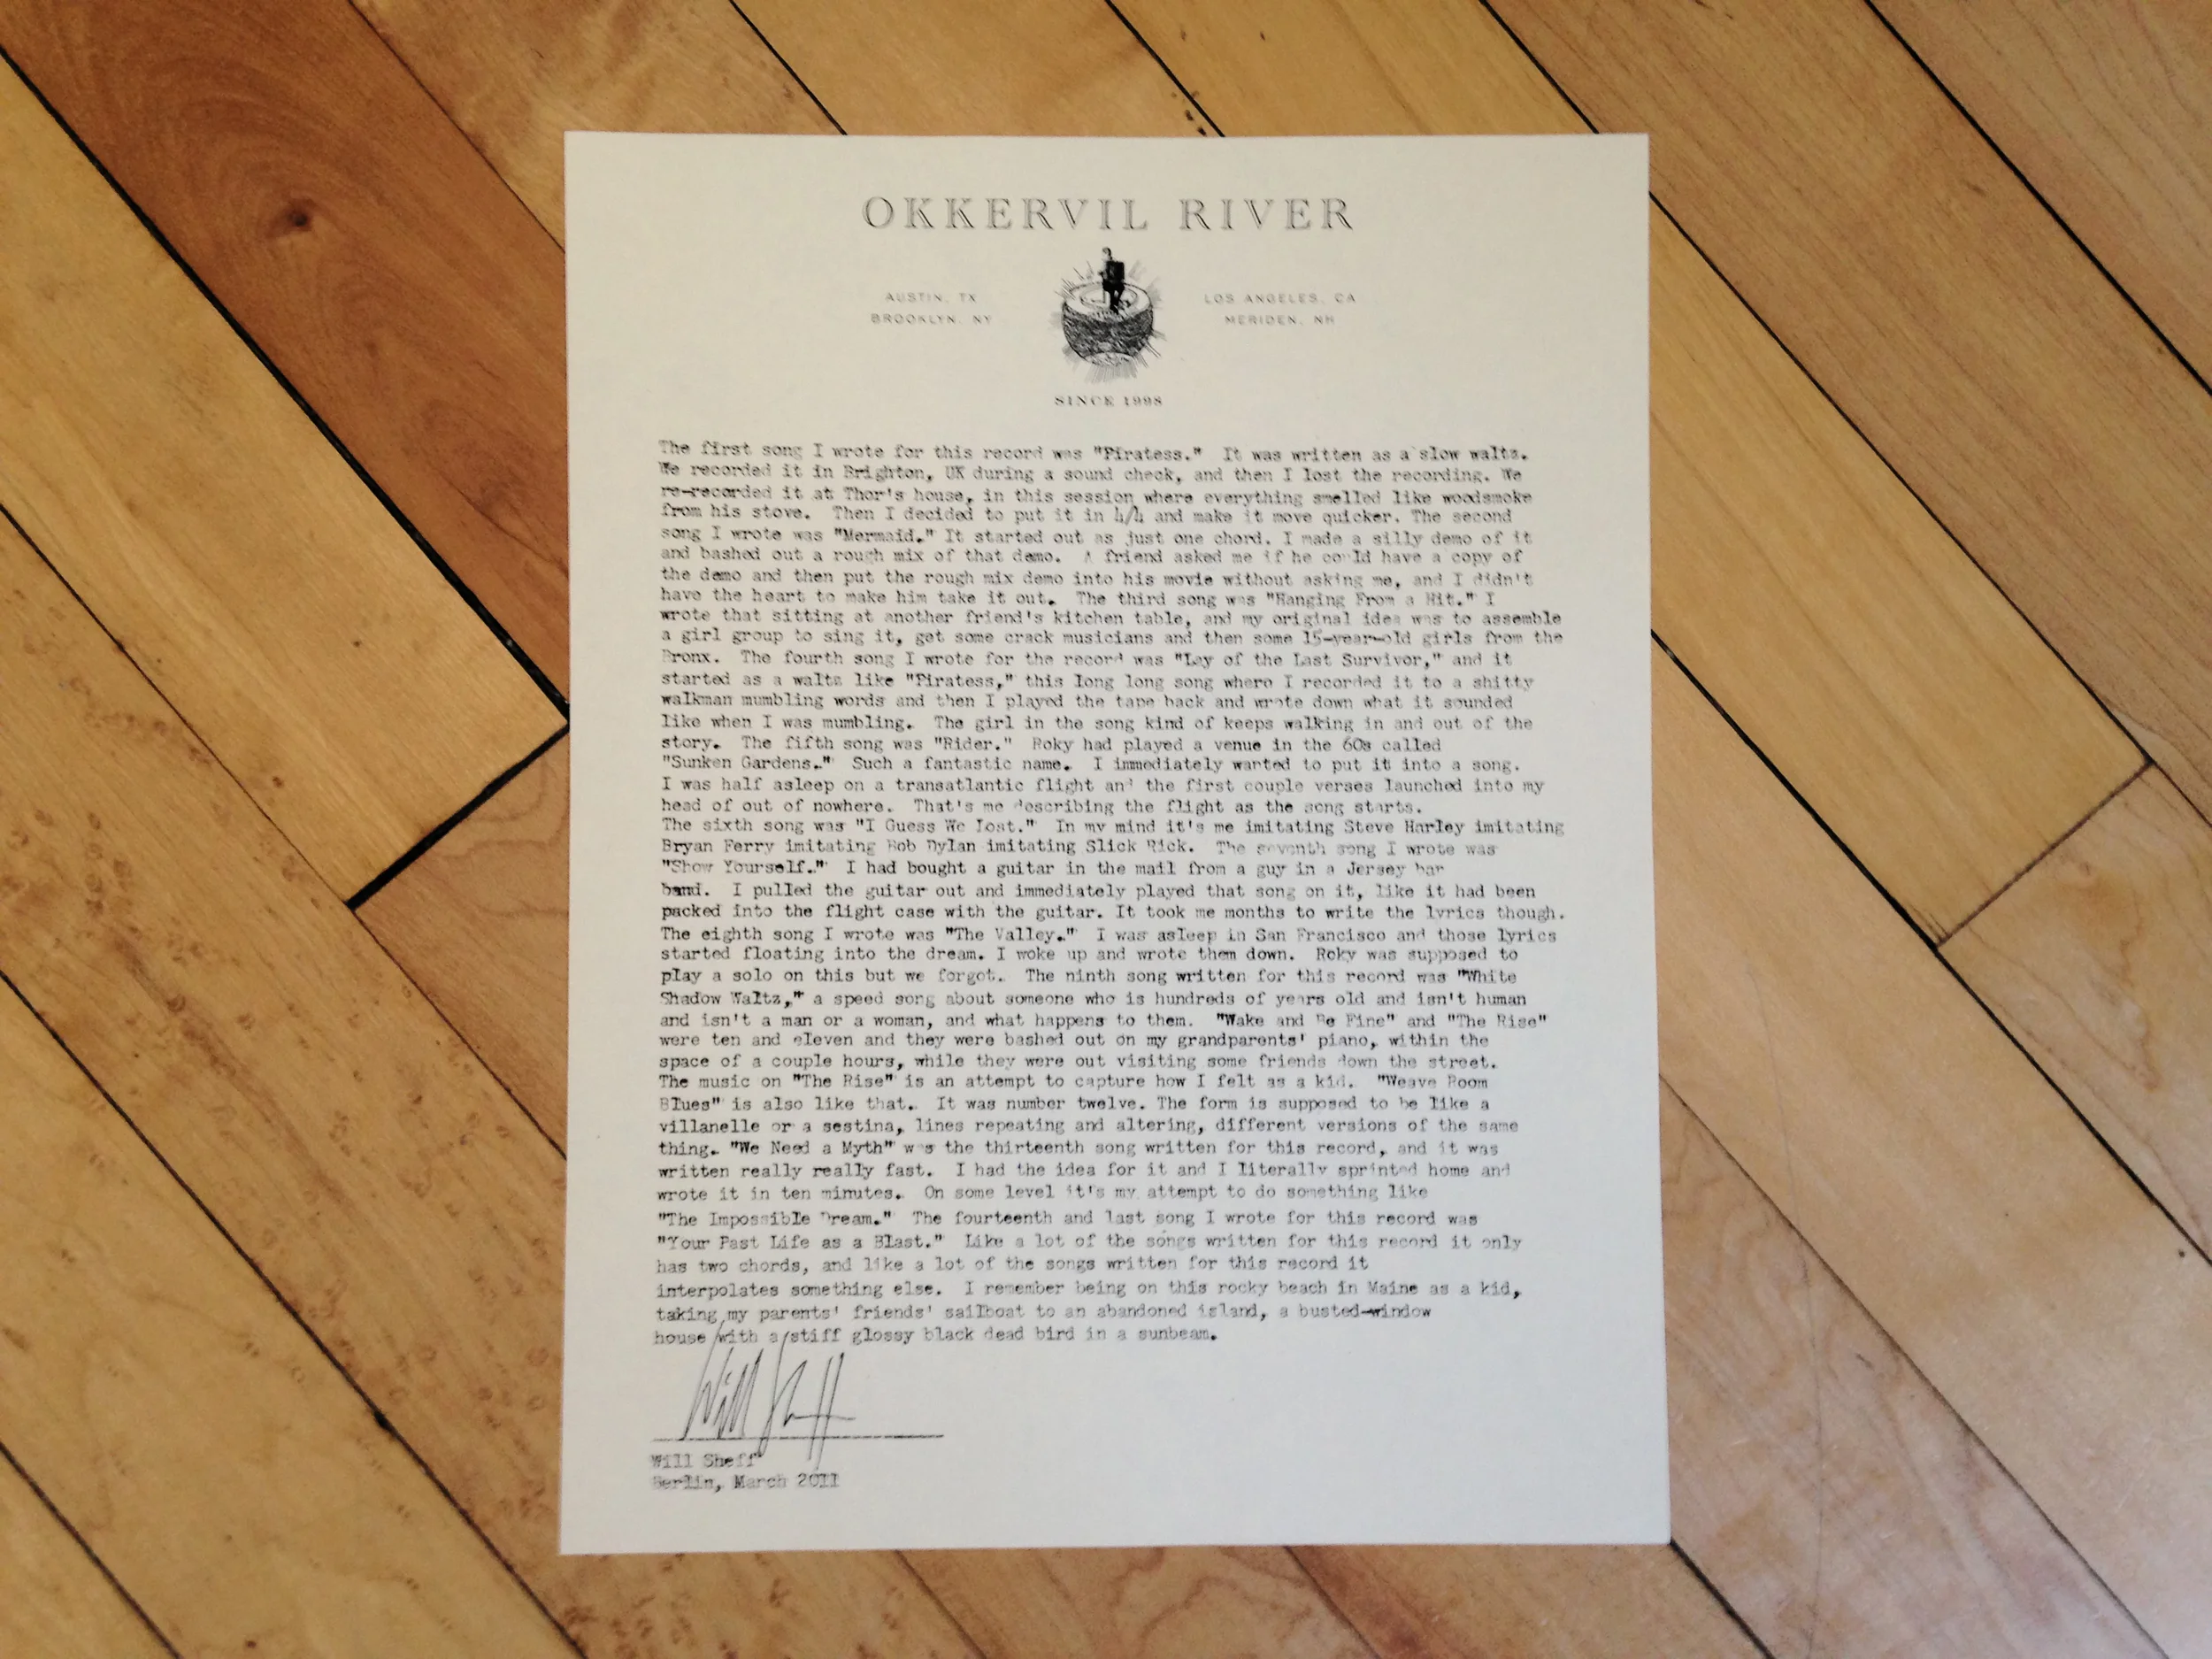 OKKERVIL RIVER
AUSTIN, TX
BROOKLYN, NY
LOS ANGELES, CA
MERIDEN, NH
SINCE 1998
The first song I wrote for this record was "Piratess." It was written as a slow waltz.
We recorded it in Brighton, UK during a sound check, and then I lost the recording. We
re-recorded it at Thor's house, in this session where everything smelled like woodsmoke
from his stove. Then I decided to put it in 4/4 and make it move quicker. The second
song I wrote was "Mermaid." It started out as just one chord. I made a silly demo of it
and bashed out a rough mix of that demo. A friend asked me if he could have a copy of
the demo and then put the rough mix demo into his movie without asking me, and I didn't
have the heart to make him take it out. The third song was "Hanging From a Hit." I
wrote that sitting at another friend's kitchen table, and my original idea was to assemble
a girl group to sing it, get some crack musicians and then some 15-year-old girls from the
Bronx. The fourth song I wrote for the record was "Lay of the Last Survivor," and it
started as a waltz like "Piratess," this long long song where I recorded it to a shitty
walkman mumbling words and then I played the tape back and wrote down what it sounded
like when I was mumbling. The girl in the song kind of keeps walking in and out of the
story. The fifth song was "Rider." Roky had played a venue in the 60s called
"Sunken Gardens." Such a fantastic name. I immediately wanted to put it into a song.
I was half asleep on a transatlantic flight and the first couple verses launched into my
head of out of nowhere. That's me describing the flight as the song starts.
The sixth song was "I Guess We Lost." In my mind it's me imitating Steve Harley imitating
Bryan Ferry imitating Bob Dylan imitating Slick Rick. The seventh song I wrote was
"Show Yourself." I had bought a guitar in the mail from a guy in a Jersey bar
band. I pulled the guitar out and immediately played that song on it, like it had been
packed into the flight case with the guitar. It took me months to write the lyrics though.
The eighth song I wrote was "The Valley." I was asleep in San Francisco and those lyrics
started floating into the dream. I woke up and wrote them down. Roky was supposed to
play a solo on this but we forgot. The ninth song written for this record was "White
Shadow Waltz," a speed song about someone who is hundreds of years old and isn't human
and isn't a man or a woman, and what happens to them. "Wake and Be Fine" and "The Rise"
were ten and eleven and they were bashed out on my grandparents' piano, within the
space of a couple hours, while they were out visiting some friends down the street.
The music on "The Rise" is an attempt to capture how I felt as a kid. "Weave Room
Blues" is also like that. It was number twelve. The form is supposed to be like a
villanelle or a sestina, lines repeating and altering, different versions of the same
thing. "We Need a Myth" was the thirteenth song written for this record, and it was
written really really fast. I had the idea for it and I literally sprinted home and
wrote it in ten minutes. On some level it's my attempt to do something like
"The Impossible Dream." The fourteenth and last song I wrote for this record was
"Your Past Life as a Blast." Like a lot of the songs written for this record it only
has two chords, and like a lot of the songs written for this record it
interpolates something else. I remember being on this rocky beach in Maine as a kid,
taking my parents' friends' sailboat to an abandoned island, a busted-window
house with a stiff glossy black dead bird in a sunbeam.
Will Sheff
Will Sheff
Berlin, March 2011